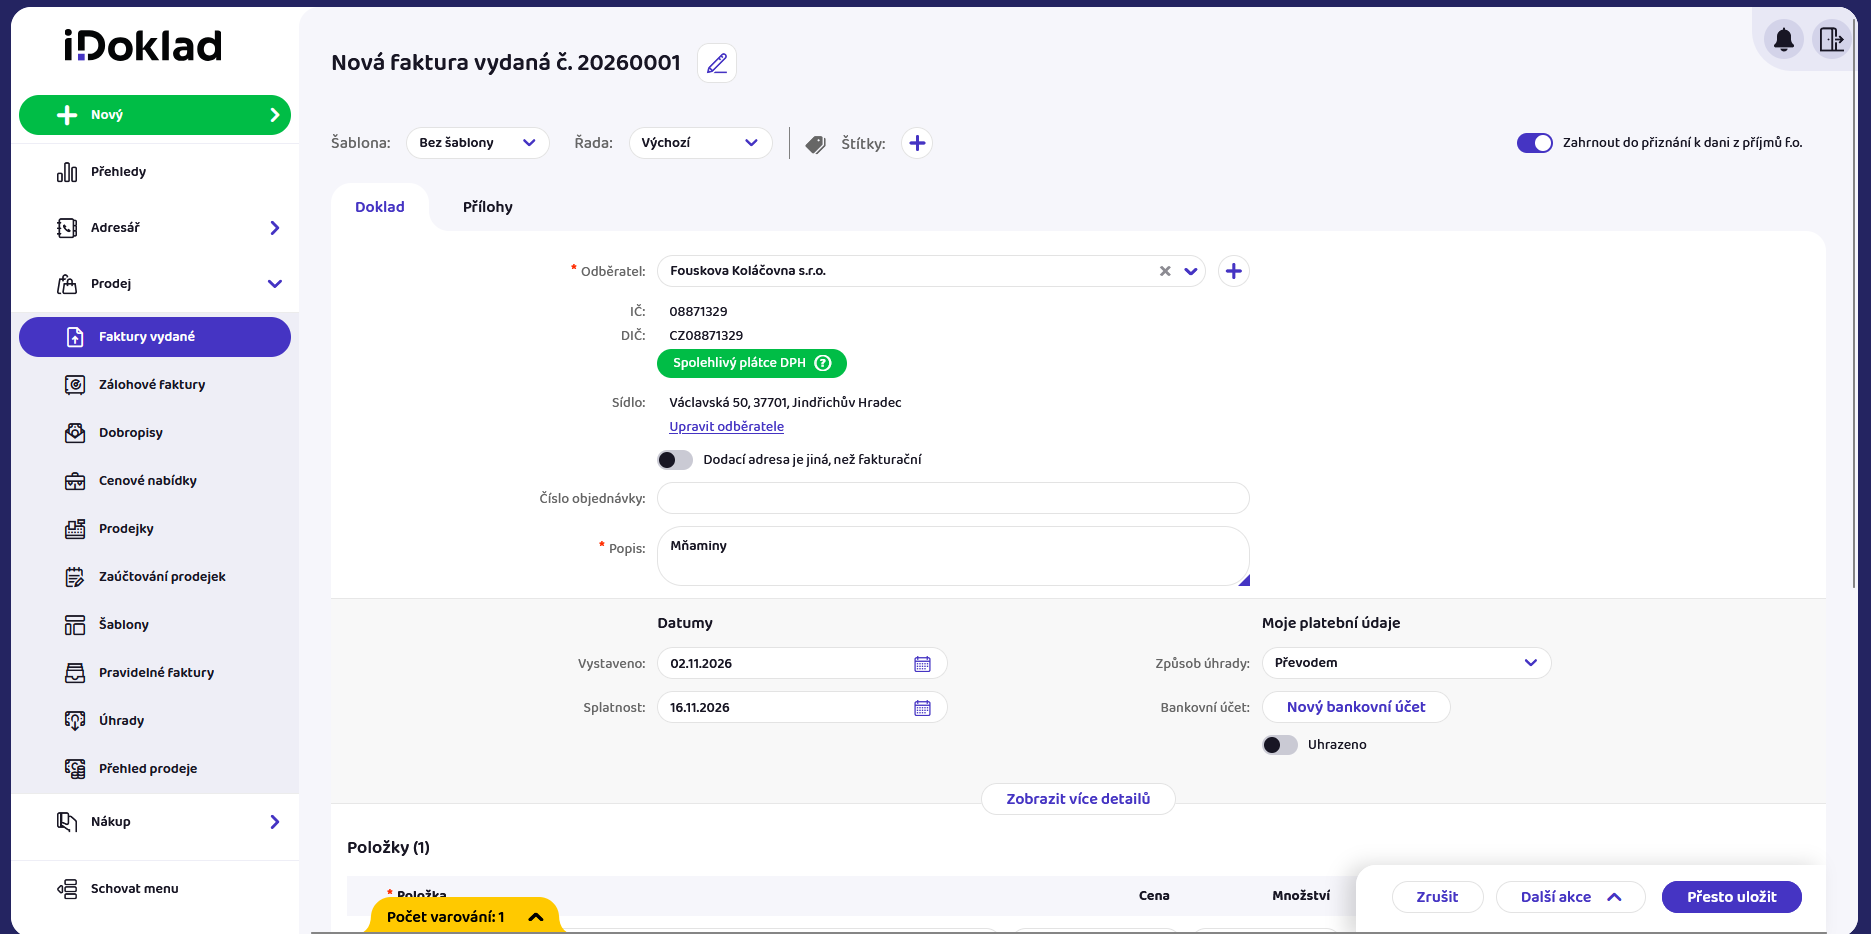 iDoklad
Nový
Přehledy
Adresář
Prodej
Faktury vydané
Zálohové faktury
Dobropisy
Cenové nabídky
Prodejky
Zaúčtování prodejek
Šablony
Pravidelné faktury
Úhrady
Přehled prodeje
Nákup
Schovat menu
Nová faktura vydaná č. 20260001
Šablona: Bez šablony Řada: Výchozí Štítky: Zahrnout do přiznání k dani z příjmů f.o.
Doklad Přílohy
* Odběratel: Fouskova Koláčovna s.r.o.
IČ: 08871329
DIČ: CZ08871329
Spolehlivý plátce DPH ?
Sídlo: Václavská 50, 37701, Jindřichův Hradec
Upravit odběratele
Dodací adresa je jiná, než fakturační
Číslo objednávky:
* Popis: Mňaminy
Datumy
Vystaveno: 02.11.2026
Splatnost: 16.11.2026
Moje platební údaje
Způsob úhrady: Převodem
Bankovní účet: Nový bankovní účet
Uhrazeno
Zobrazit více detailů
Položky (1)
* Položka Cena Množství
Počet varování: 1
Zrušit Další akce Přesto uložit